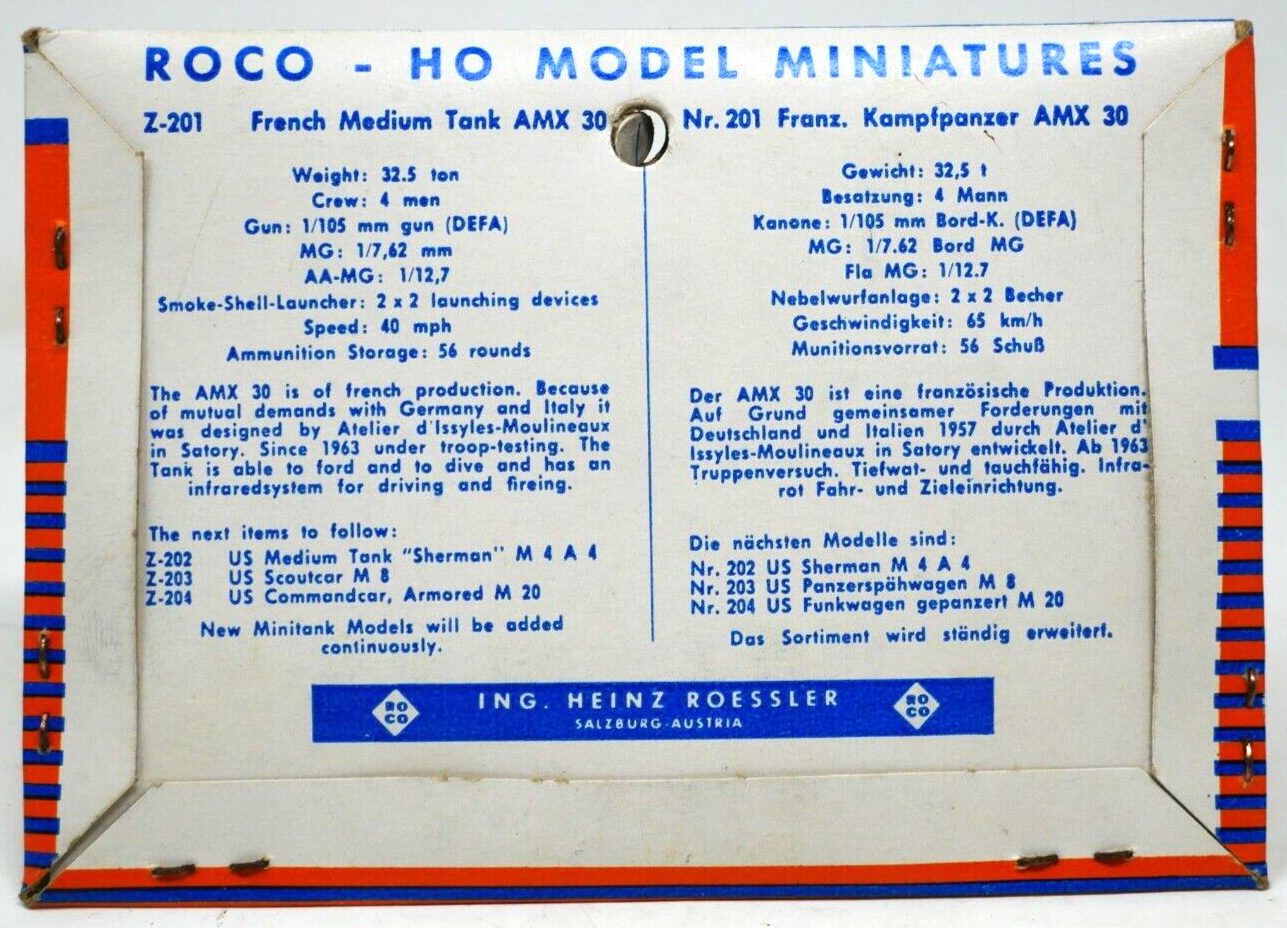 ROCO - HO MODEL MINIATURES
Z-201 French Medium Tank AMX 30
Weight: 32.5 ton
Crew: 4 men
Gun: 1/105 mm gun (DEFA)
MG: 1/7,62 mm
AA-MG: 1/12,7
Smoke-Shell-Launcher: 2 x 2 launching devices
Speed: 40 mph
Ammunition Storage: 56 rounds
The AMX 30 is of french production. Because
of mutual demands with Germany and Italy it
was designed by Atelier d'Issyles-Moulineaux
in Satory. Since 1963 under troop-testing. The
Tank is able to ford and to dive and has an
infraredsystem for driving and fireing.
The next items to follow:
Z-202 US Medium Tank "Sherman" M 4 A 4
Z-203 US Scoutcar M 8
Z-204 US Commandcar, Armored M 20
New Minitank Models will be added
continuously.
Nr. 201 Franz. Kampfpanzer AMX 30
Gewicht: 32,5 t
Besatzung: 4 Mann
Kanone: 1/105 mm Bord-K. (DEFA)
MG: 1/7.62 Bord MG
Fla MG: 1/12.7
Nebelwurfanlage: 2 x 2 Becher
Geschwindigkeit: 65 km/h
Munitionsvorrat: 56 Schuß
Der AMX 30 ist eine französische Produktion.
Auf Grund gemeinsamer Forderungen mit
Deutschland und Italien 1957 durch Atelier d'
Issyles-Moulineaux in Satory entwickelt. Ab 1963
Truppenversuch. Tiefwat- und tauchfähig. Infra-
rot Fahr- und Zieleinrichtung.
Die nächsten Modelle sind:
Nr. 202 US Sherman M 4 A 4
Nr. 203 US Panzerspähwagen M 8
Nr. 204 US Funkwagen gepanzert M 20
Das Sortiment wird ständig erweitert.
RO
CO
ING. HEINZ ROESSLER
SALZBURG-AUSTRIA
RO
CO